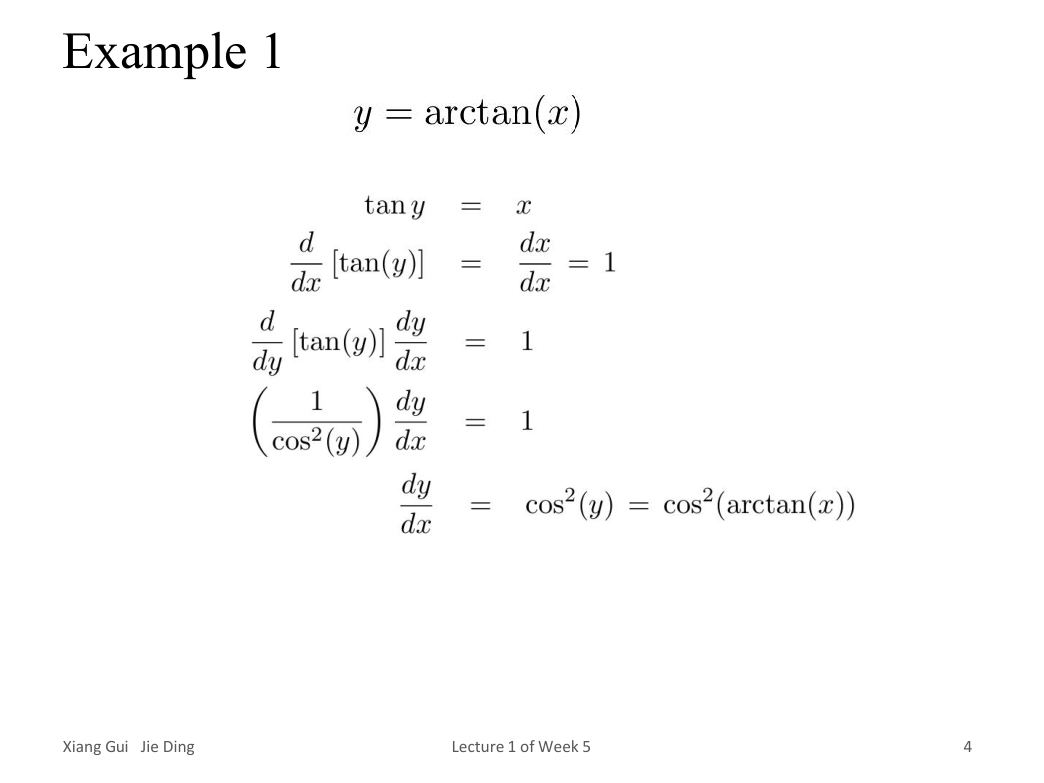 Example 1
y = arctan(x)
tan y = x
d/dx [tan(y)] = dx/dx = 1
d/dy [tan(y)] dy/dx = 1
(1/cos²(y)) dy/dx = 1
dy/dx = cos²(y) = cos²(arctan(x))
Xiang Gui Jie Ding Lecture 1 of Week 5 4